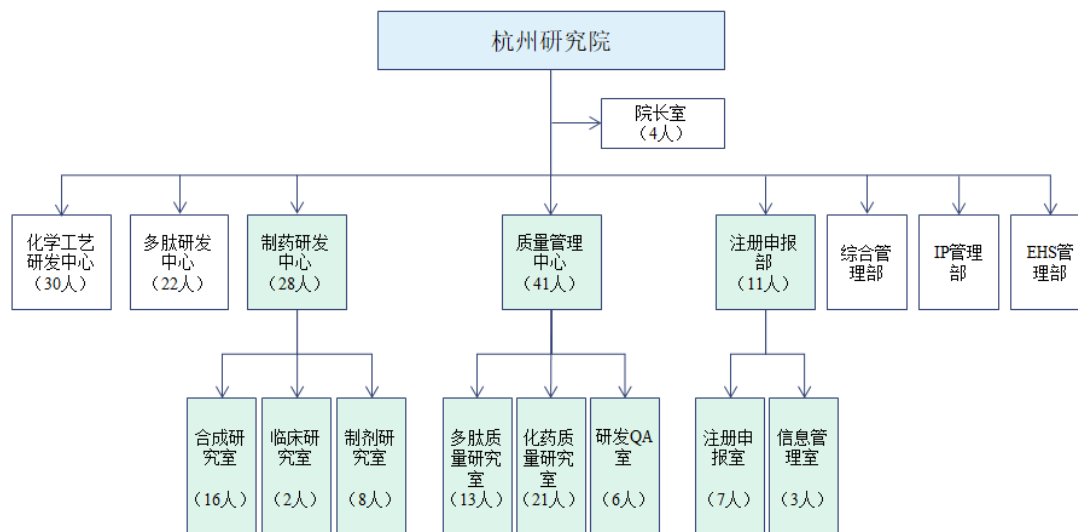 杭州研究院
院长室
（4人）
化学工艺
研发中心
（30人）
多肽研发
中心
（22人）
制药研发
中心
（28人）
质量管理
中心
（41人）
注册申报
部
（11人）
综合管
理部
IP管理
部
EHS管
理部
合成研
究室
（16人）
临床研
究室
（2人）
制剂研
究室
（8人）
多肽质
量研究
室
（13人）
化药质
量研究
室
（21人）
研发QA
室
（6人）
注册申
报室
（7人）
信息管
理室
（3人）